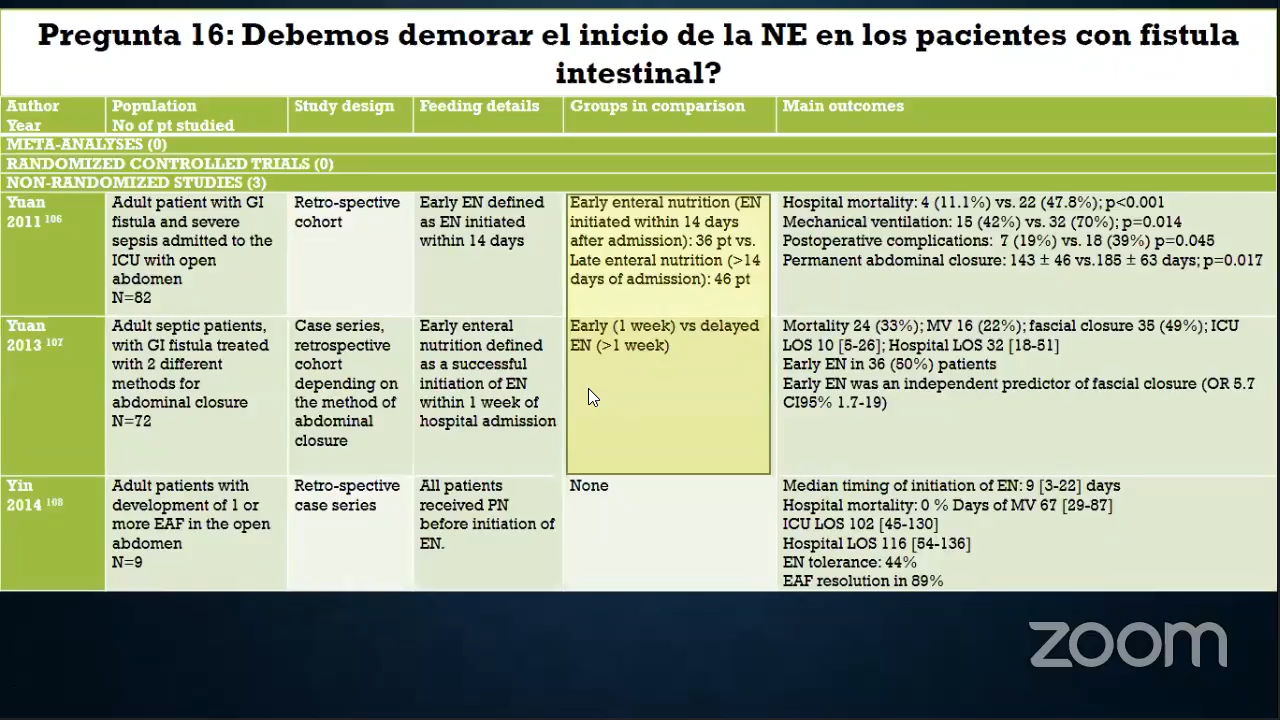 Pregunta 16: Debemos demorar el inicio de la NE en los pacientes con fistula
intestinal?
Author
Year
Population
No of pt studied
Study design
Feeding details
Groups in comparison
Main outcomes
META-ANALYSES (0)
RANDOMIZED CONTROLLED TRIALS (0)
NON-RANDOMIZED STUDIES (3)
Yuan
2011 106
Adult patient with GI
fistula and severe
sepsis admitted to the
ICU with open
abdomen
N=82
Retro-spective
cohort
Early EN defined
as EN initiated
within 14 days
Early enteral nutrition (EN
initiated within 14 days
after admission): 36 pt vs.
Late enteral nutrition (>14
days of admission): 46 pt
Hospital mortality: 4 (11.1%) vs. 22 (47.8%); p<0.001
Mechanical ventilation: 15 (42%) vs. 32 (70%); p=0.014
Postoperative complications: 7 (19%) vs. 18 (39%) p=0.045
Permanent abdominal closure: 143 ± 46 vs.185 ± 63 days; p=0.017
Yuan
2013 107
Adult septic patients,
with GI fistula treated
with 2 different
methods for
abdominal closure
N=72
Case series,
retrospective
cohort
depending on
the method of
abdominal
closure
Early enteral
nutrition defined
as a successful
initiation of EN
within 1 week of
hospital admission
Early (1 week) vs delayed
EN (>1 week)
Mortality 24 (33%); MV 16 (22%); fascial closure 35 (49%); ICU
LOS 10 [5-26]; Hospital LOS 32 [18-51]
Early EN in 36 (50%) patients
Early EN was an independent predictor of fascial closure (OR 5.7
CI95% 1.7-19)
Yin
2014 108
Adult patients with
development of 1 or
more EAF in the open
abdomen
N=9
Retro-spective
case series
All patients
received PN
before initiation of
EN.
None
Median timing of initiation of EN: 9 [3-22] days
Hospital mortality: 0 % Days of MV 67 [29-87]
ICU LOS 102 [45-130]
Hospital LOS 116 [54-136]
EN tolerance: 44%
EAF resolution in 89%
zoom